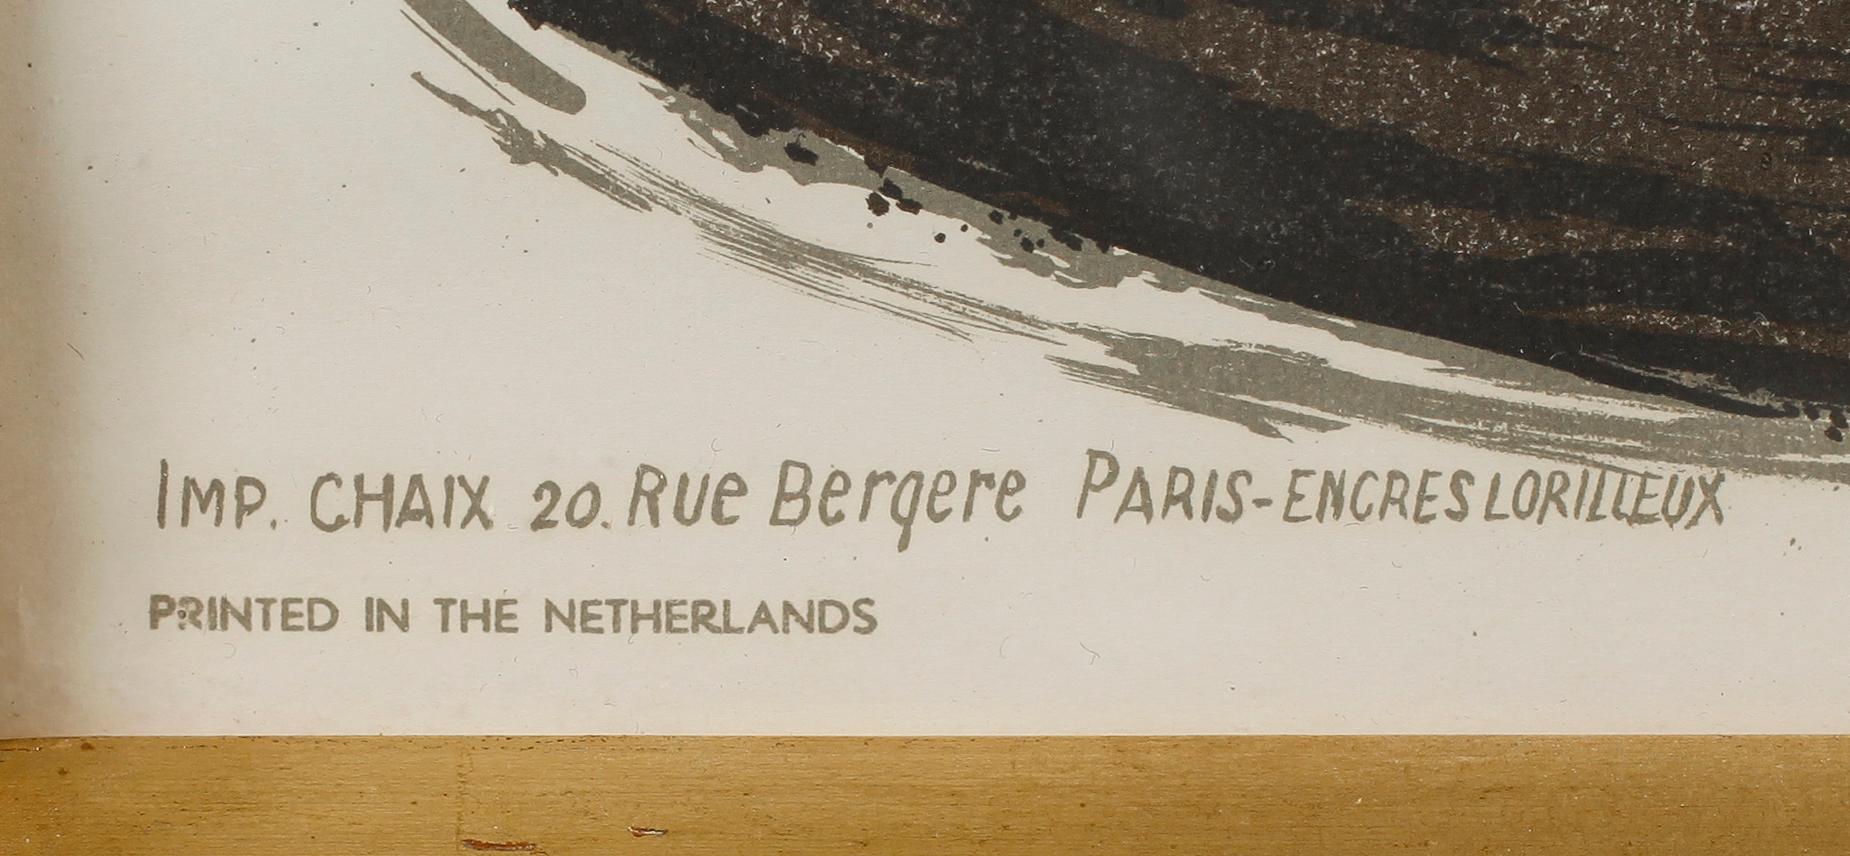 IMP. CHAIX 20. Rue Bergere PARIS-ENCRES LORILLEUX
PRINTED IN THE NETHERLANDS